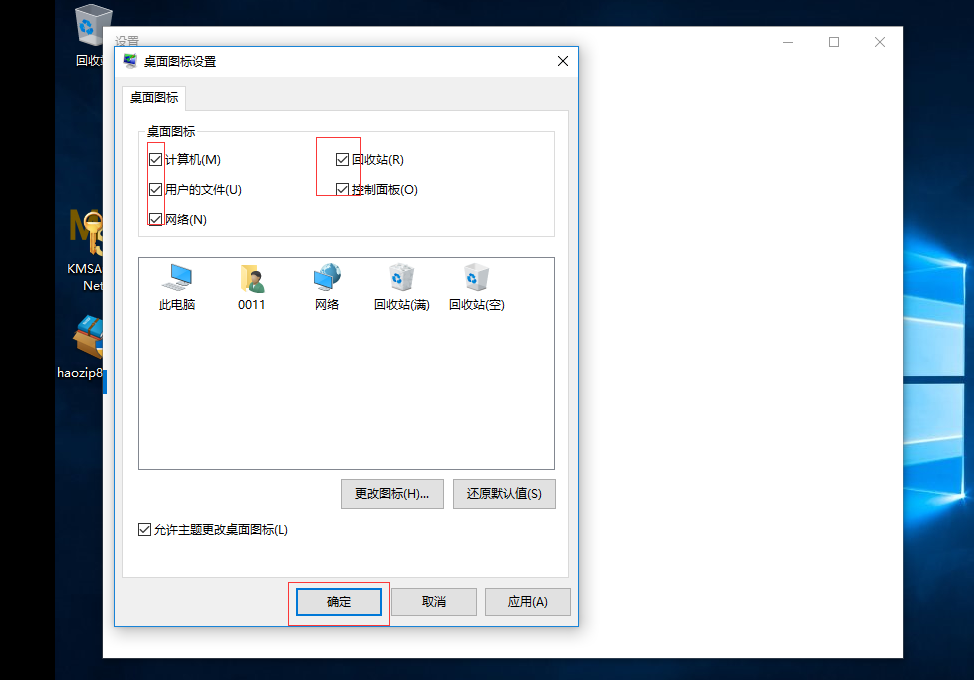 回收
设置
桌面图标设置
桌面图标
桌面图标
计算机(M)
回收站(R)
用户的文件(U)
控制面板(O)
网络(N)
KMSA
Net
haozip8
此电脑
0011
网络
回收站(满)
回收站(空)
更改图标(H)...
还原默认值(S)
允许主题更改桌面图标(L)
确定
取消
应用(A)